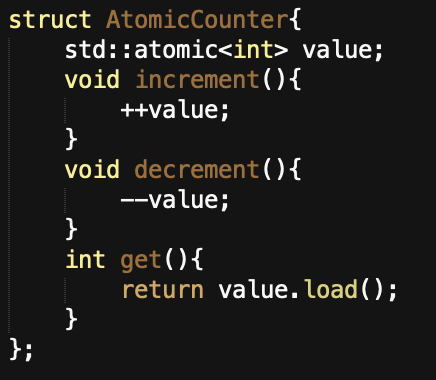 struct AtomicCounter{
    std::atomic<int> value;
    void increment(){
        ++value;
    }
    void decrement(){
        --value;
    }
    int get(){
        return value.load();
    }
};